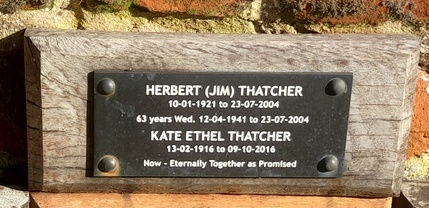 HERBERT (JIM) THATCHER
10-01-1921 to 23-07-2004
63 years Wed. 12-04-1941 to 23-07-2004
KATE ETHEL THATCHER
13-02-1916 to 09-10-2016
Now - Eternally Together as Promised